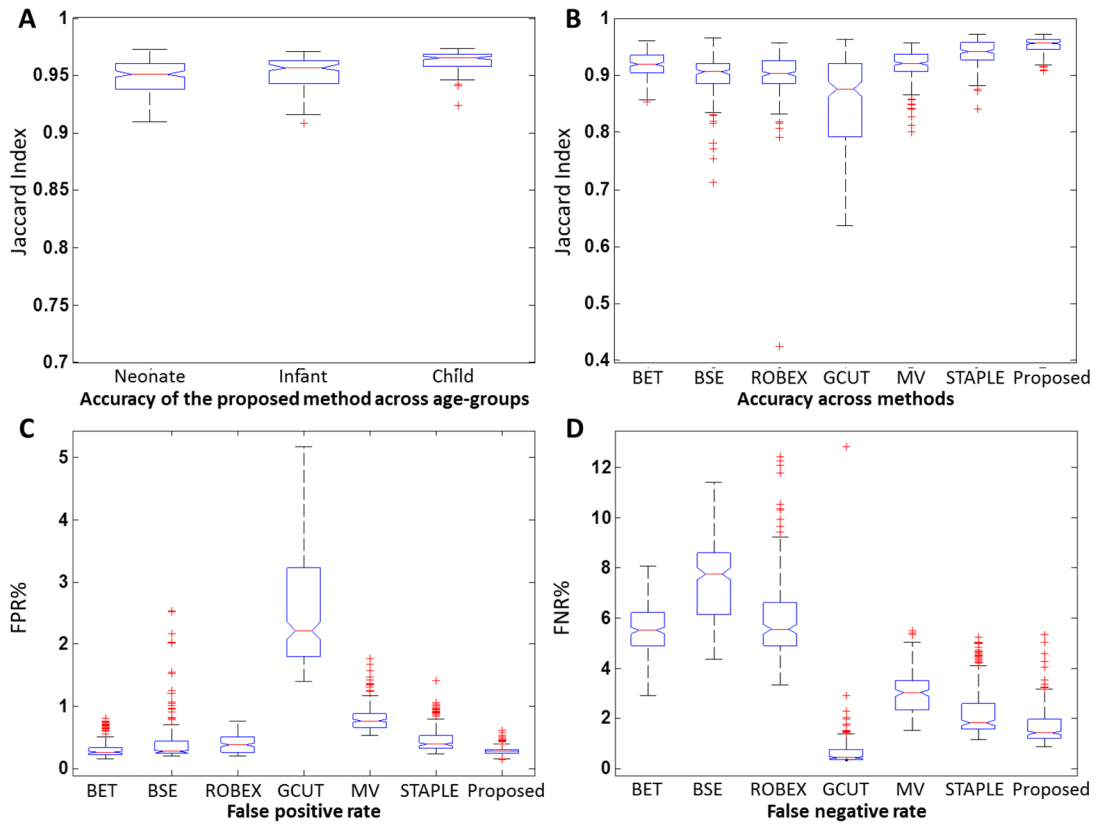 A
Jaccard Index
1
0.95
0.9
0.85
0.8
0.75
0.7
Neonate Infant Child
Accuracy of the proposed method across age-groups
B
Jaccard Index
1
0.9
0.8
0.7
0.6
0.5
0.4
BET BSE ROBEX GCUT MV STAPLE Proposed
Accuracy across methods
C
FPR%
5
4
3
2
1
0
BET BSE ROBEX GCUT MV STAPLE Proposed
False positive rate
D
FNR%
12
10
8
6
4
2
0
BET BSE ROBEX GCUT MV STAPLE Proposed
False negative rate